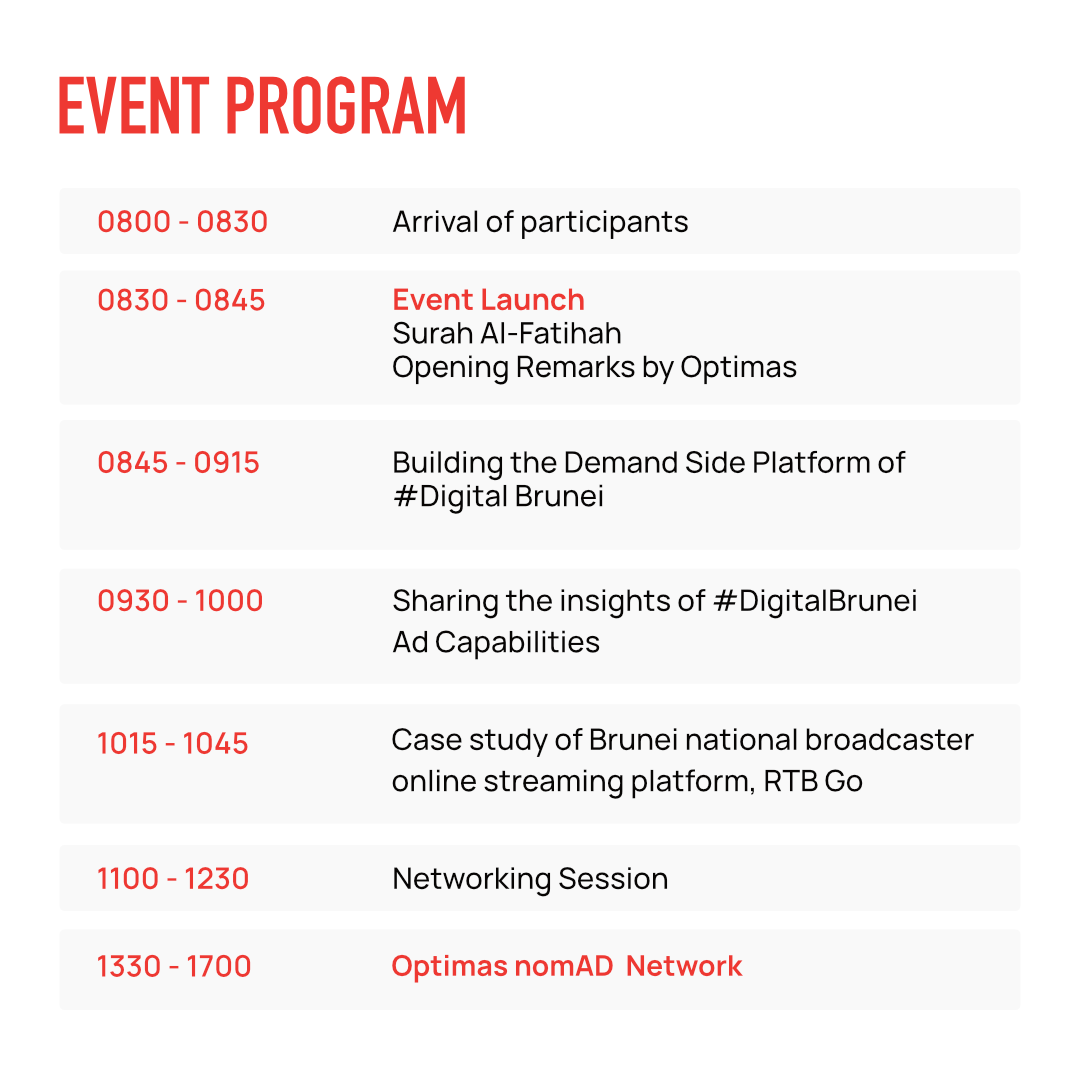 EVENT PROGRAM
0800 - 0830 Arrival of participants
0830 - 0845 Event Launch
Surah Al-Fatihah
Opening Remarks by Optimas
0845 - 0915 Building the Demand Side Platform of
#Digital Brunei
0930 - 1000 Sharing the insights of #DigitalBrunei
Ad Capabilities
1015 - 1045 Case study of Brunei national broadcaster
online streaming platform, RTB Go
1100 - 1230 Networking Session
1330 - 1700 Optimas nomAD Network